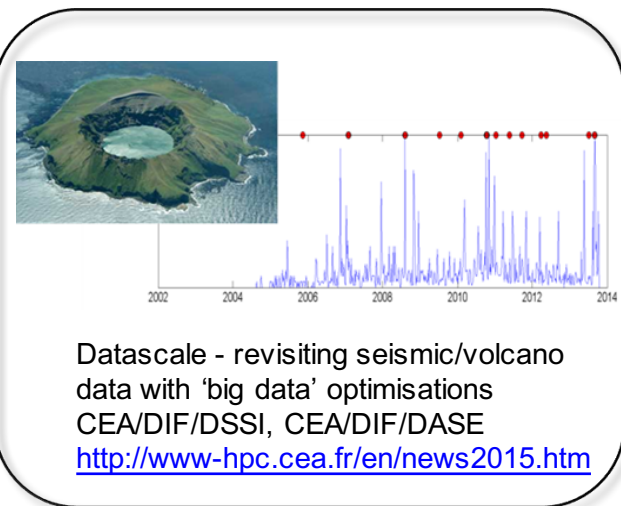 2002 2004 2006 2008 2010 2012 2014
Datascale - revisiting seismic/volcano
data with ‘big data’ optimisations
CEA/DIF/DSSI, CEA/DIF/DASE
http://www-hpc.cea.fr/en/news2015.htm